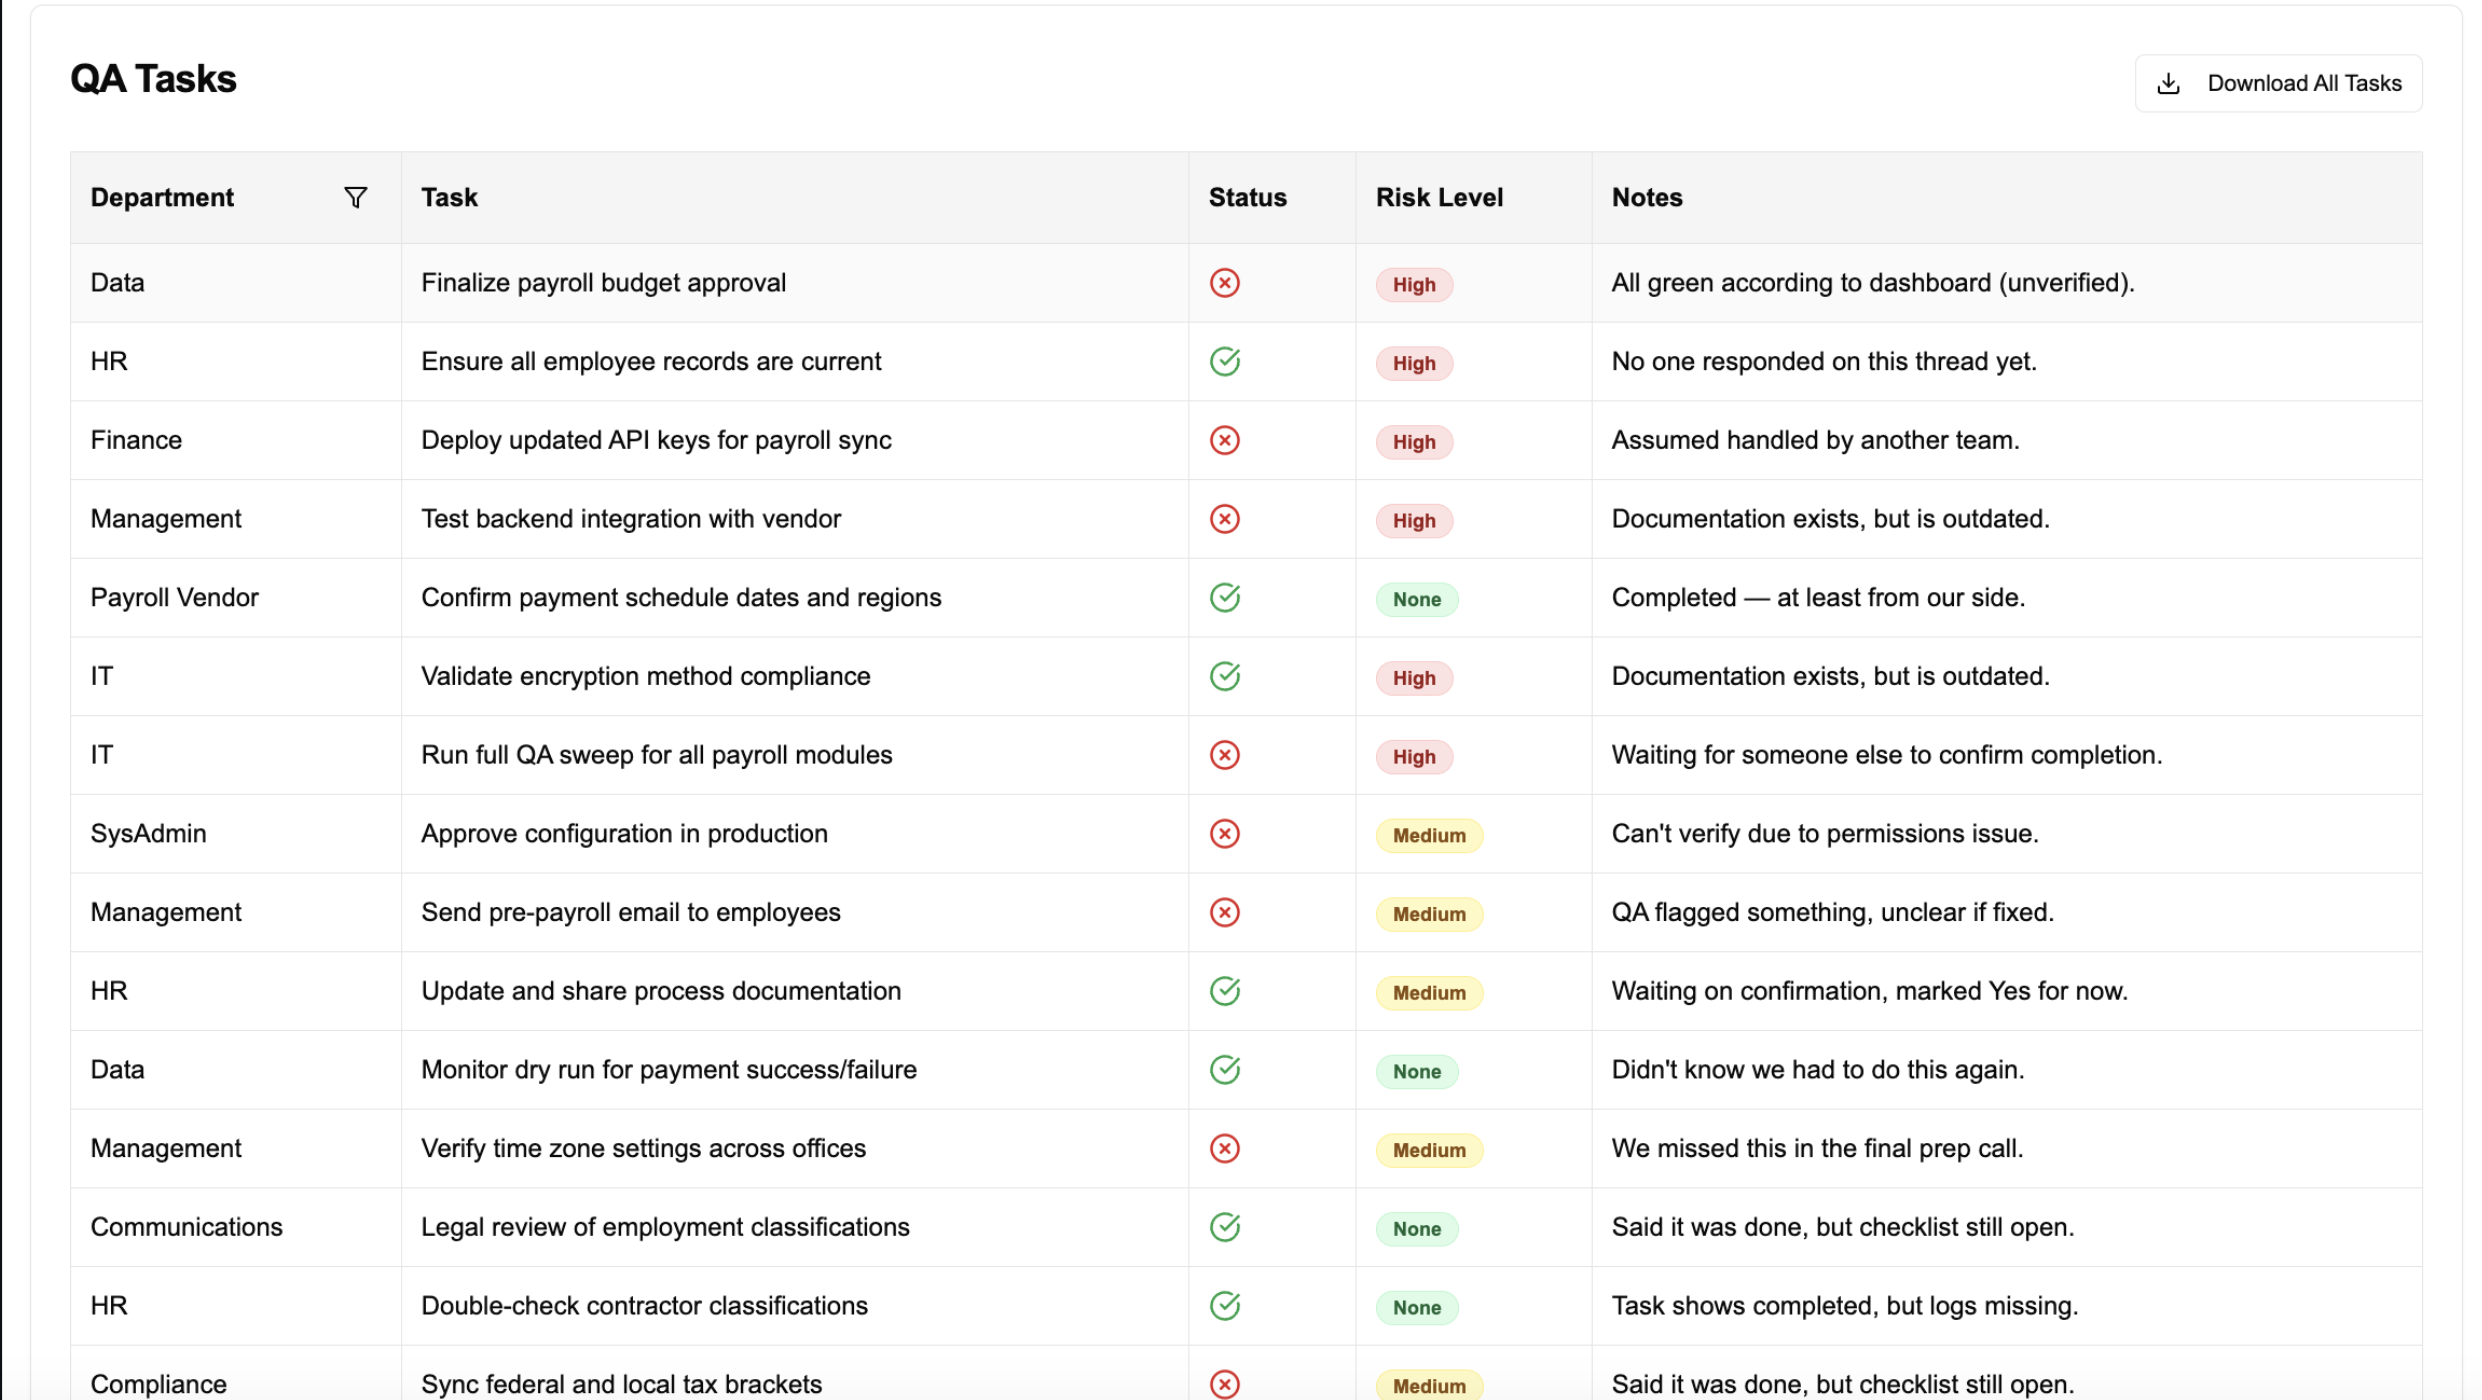 QA Tasks
Download All Tasks
Department Task Status Risk Level Notes
Data Finalize payroll budget approval High All green according to dashboard (unverified).
HR Ensure all employee records are current High No one responded on this thread yet.
Finance Deploy updated API keys for payroll sync High Assumed handled by another team.
Management Test backend integration with vendor High Documentation exists, but is outdated.
Payroll Vendor Confirm payment schedule dates and regions None Completed — at least from our side.
IT Validate encryption method compliance High Documentation exists, but is outdated.
IT Run full QA sweep for all payroll modules High Waiting for someone else to confirm completion.
SysAdmin Approve configuration in production Medium Can't verify due to permissions issue.
Management Send pre-payroll email to employees Medium QA flagged something, unclear if fixed.
HR Update and share process documentation Medium Waiting on confirmation, marked Yes for now.
Data Monitor dry run for payment success/failure None Didn't know we had to do this again.
Management Verify time zone settings across offices Medium We missed this in the final prep call.
Communications Legal review of employment classifications None Said it was done, but checklist still open.
HR Double-check contractor classifications None Task shows completed, but logs missing.
Compliance Sync federal and local tax brackets Medium Said it was done, but checklist still open.